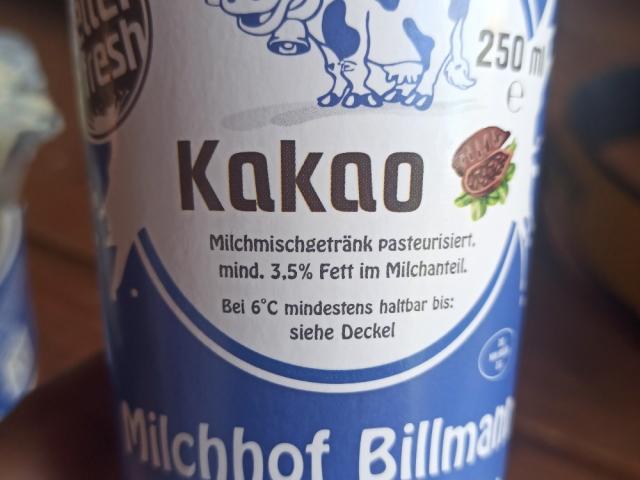 fresh
250 ml
e
Kakao
Milchmischgetränk pasteurisiert,
mind. 3,5% Fett im Milchanteil.
Bei 6°C mindestens haltbar bis:
siehe Deckel
Milchhof Billmann